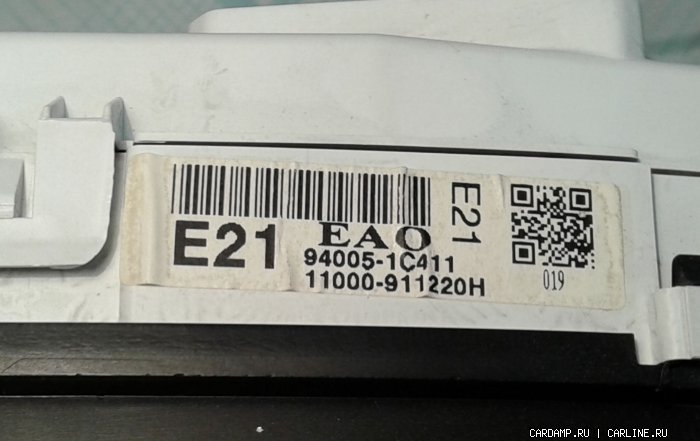 E21
EAO
E21
94005-1C411
11000-911220H
019
CARDAMP.RU | CARLINE.RU